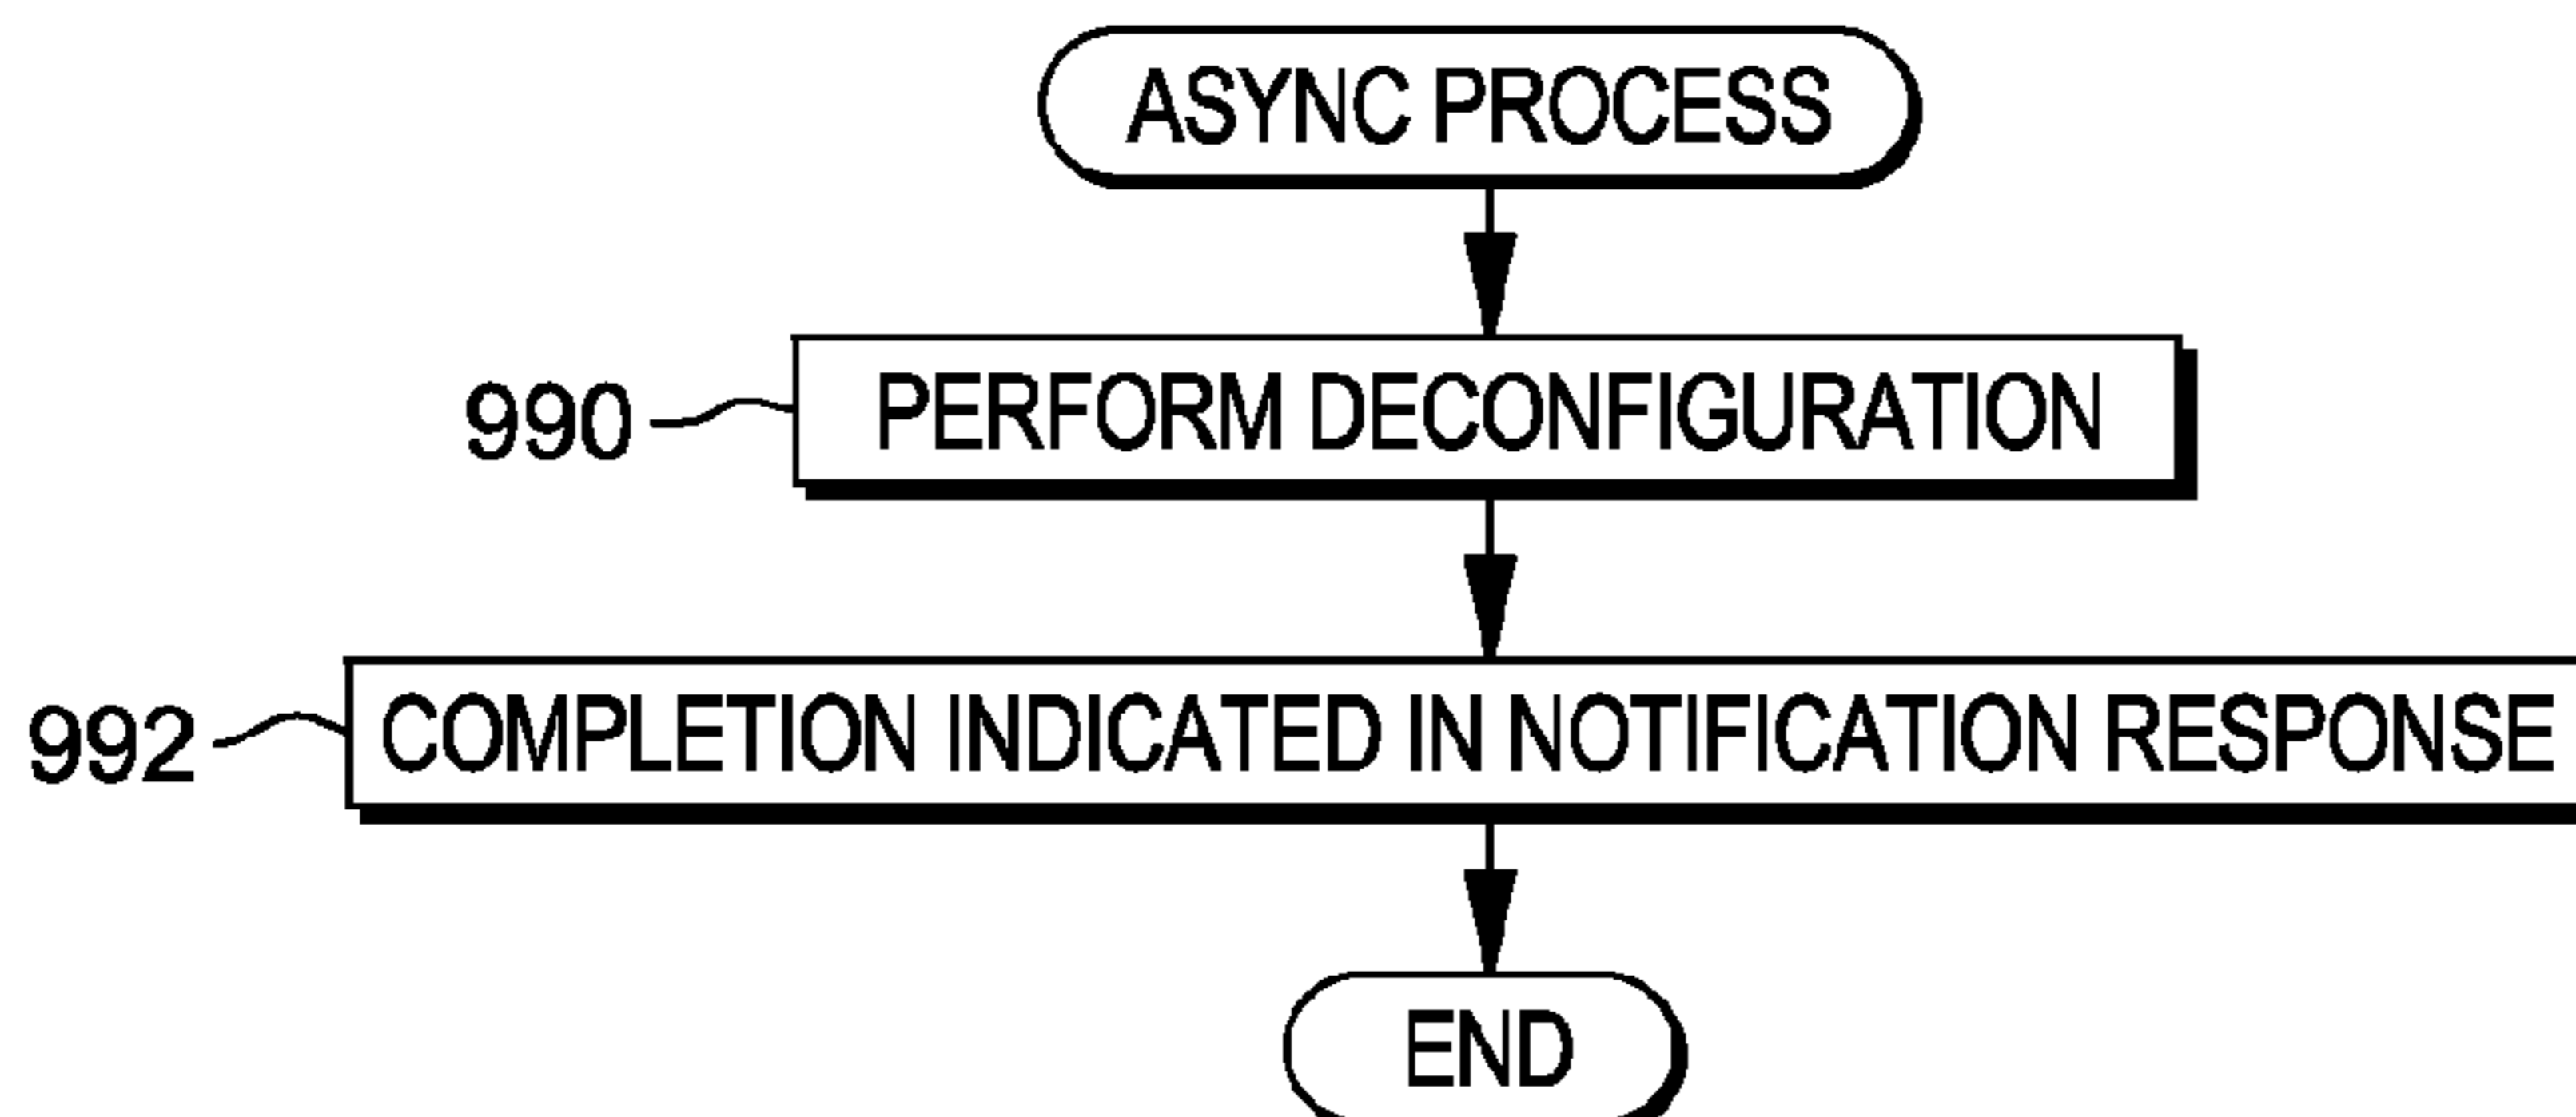 ASYNC PROCESS
990 PERFORM DECONFIGURATION
992 COMPLETION INDICATED IN NOTIFICATION RESPONSE
END